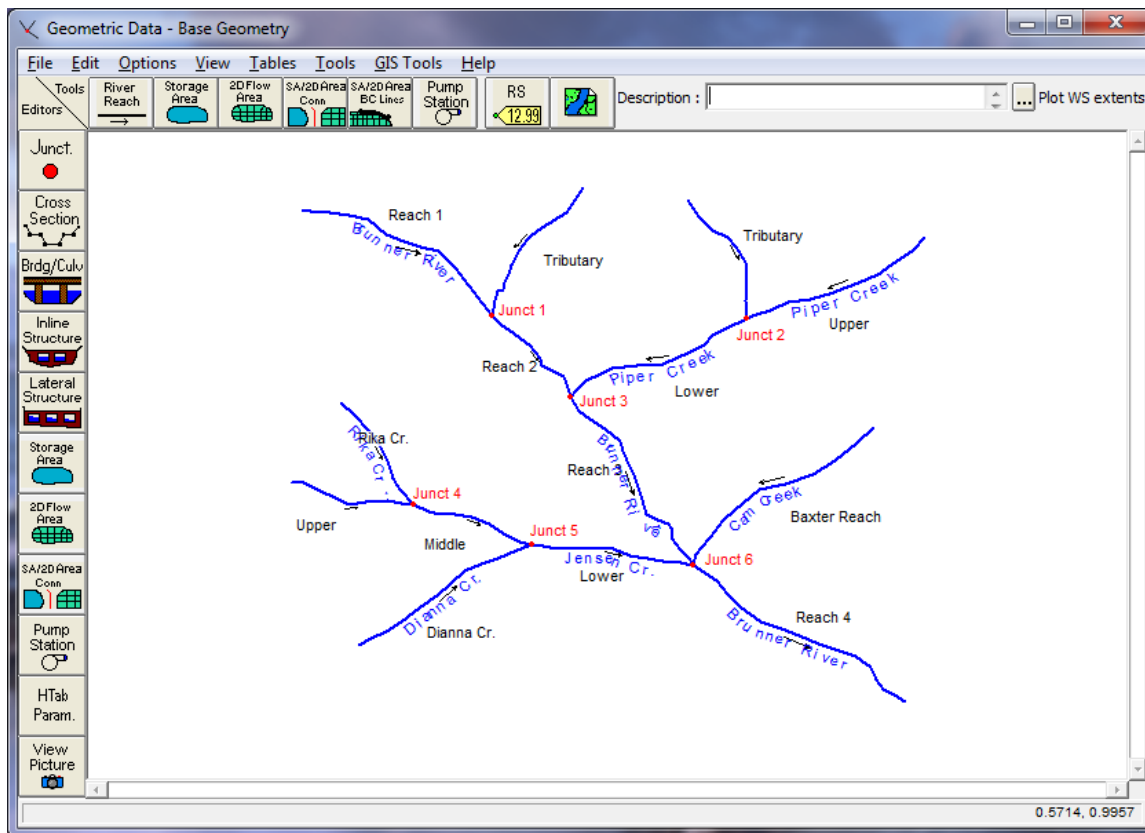 Geometric Data - Base Geometry
File Edit Options View Tables Tools GIS Tools Help
Tools
Editors
River
Reach
Storage
Area
2D Flow
Area
SA/2D Area
Conn
SA/2D Area
BC Lines
Pump
Station
RS
12.99
Description :
...
Plot WS extents
Junct.
Cross
Section
Brdg/Culv
Inline
Structure
Lateral
Structure
Storage
Area
2D Flow
Area
SA/2D Area
Conn
Pump
Station
HTab
Param.
View
Picture
Reach 1
Brunner River
Tributary
Junct 1
Tributary
Piper Creek
Upper
Junct 2
Reach 2
Piper Creek
Lower
Junct 3
Rika Cr.
Rika Cr.
Brunner River
Reach 3
Junct 4
Upper
Middle
Junct 5
Cain Creek
Baxter Reach
Jensen Cr.
Lower
Junct 6
Dianna Cr.
Dianna Cr.
Reach 4
Brunner River
0.5714, 0.9957